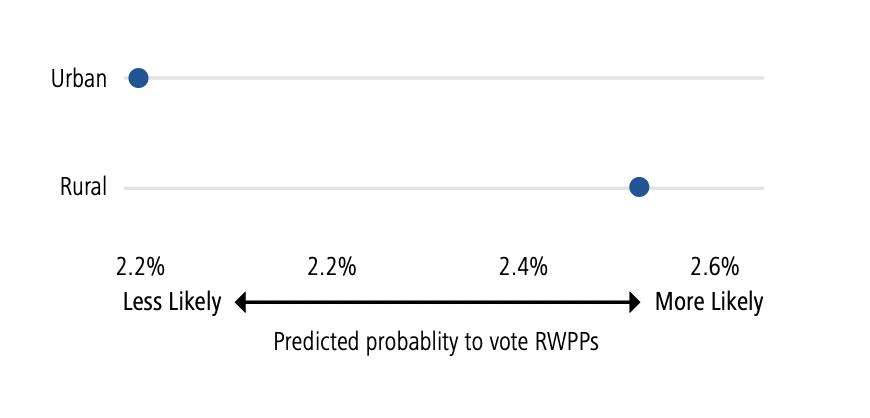 Urban
Rural
2.2% 2.2% 2.4% 2.6%
Less Likely More Likely
Predicted probablity to vote RWPPs